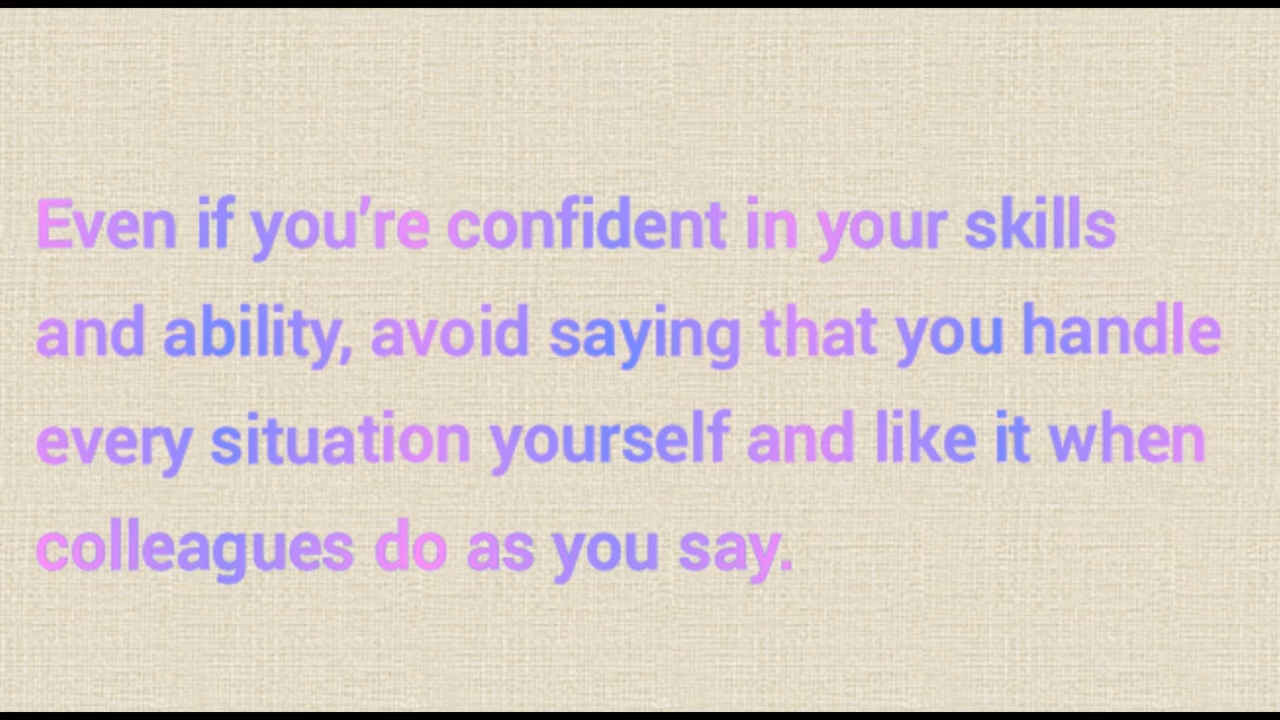 Even if you're confident in your skills
and ability, avoid saying that you handle
every situation yourself and like it when
colleagues do as you say.